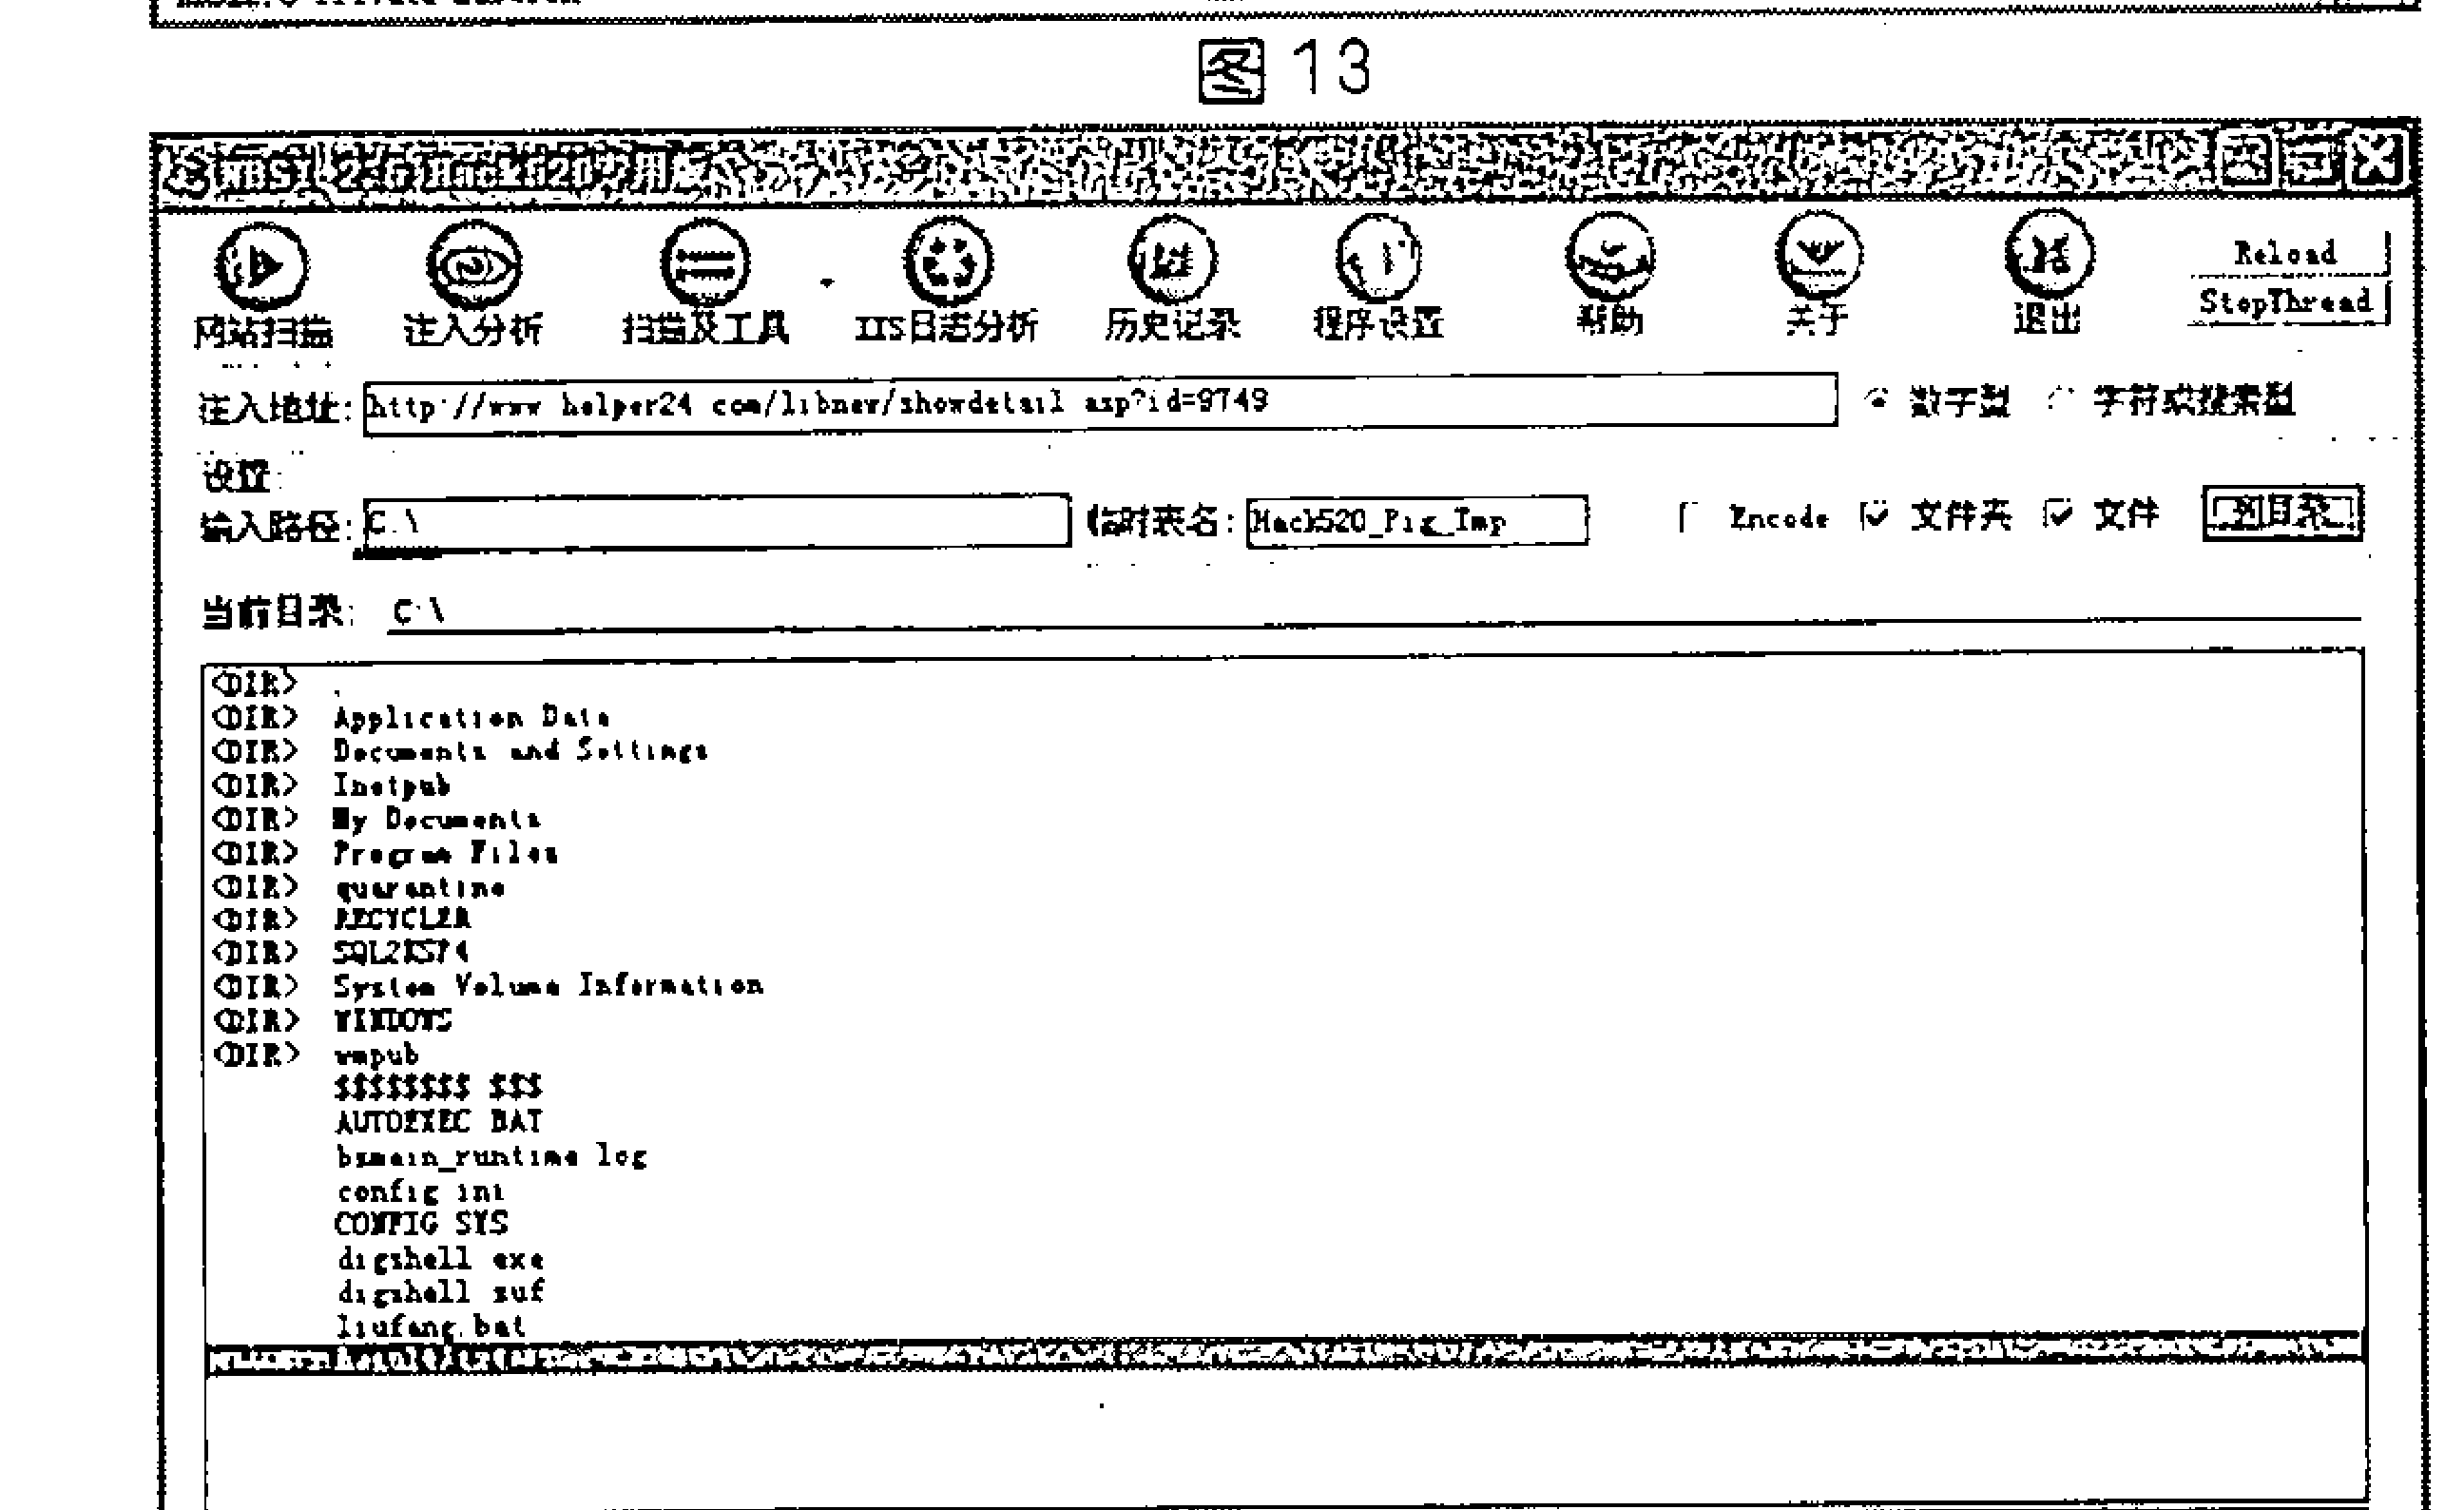 图 13
网站扫描 注入分析 扫描及工具 IIS日志分析 历史记录 程序设置 帮助 关于 退出 Reload
StopThread
注入地址: http://www helper24 com/libnew/showdetail asp?id=9749 数字型 字符或搜索型
设置:
输入路径: C:\ 临时表名: Hack520_Pig_Tmp Encode 文件夹 文件 列目录
当前目录: C:\
<DIR> .
<DIR> Application Data
<DIR> Documents and Settings
<DIR> Inetpub
<DIR> My Documents
<DIR> Program Files
<DIR> quarantine
<DIR> RECYCLER
<DIR> SQL2KSP4
<DIR> System Volume Information
<DIR> WINDOWS
<DIR> wmpub
$$$$$$$$ $$$
AUTOEXEC BAT
bsmain_runtime log
config ini
CONFIG SYS
digshell exe
digshell suf
liufang.bat